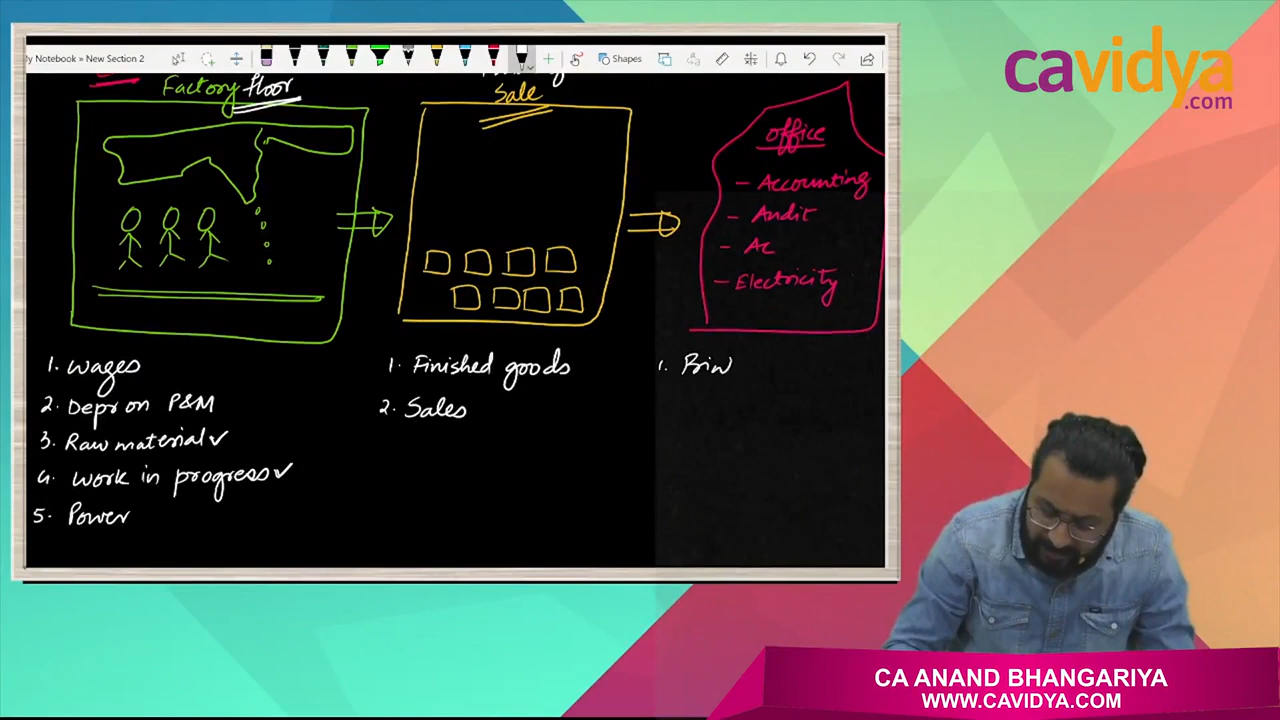 cavidya
.com
y Notebook » New Section 2
Shapes
Factory Floor
Sale
office
- Accounting
- Audit
- Ac
- Electricity
1. wages
2. Depr on P&M
3. Raw material ✓
4. work in progress ✓
5. Power
1. Finished goods
2. Sales
1.
CA ANAND BHANGARIYA
WWW.CAVIDYA.COM